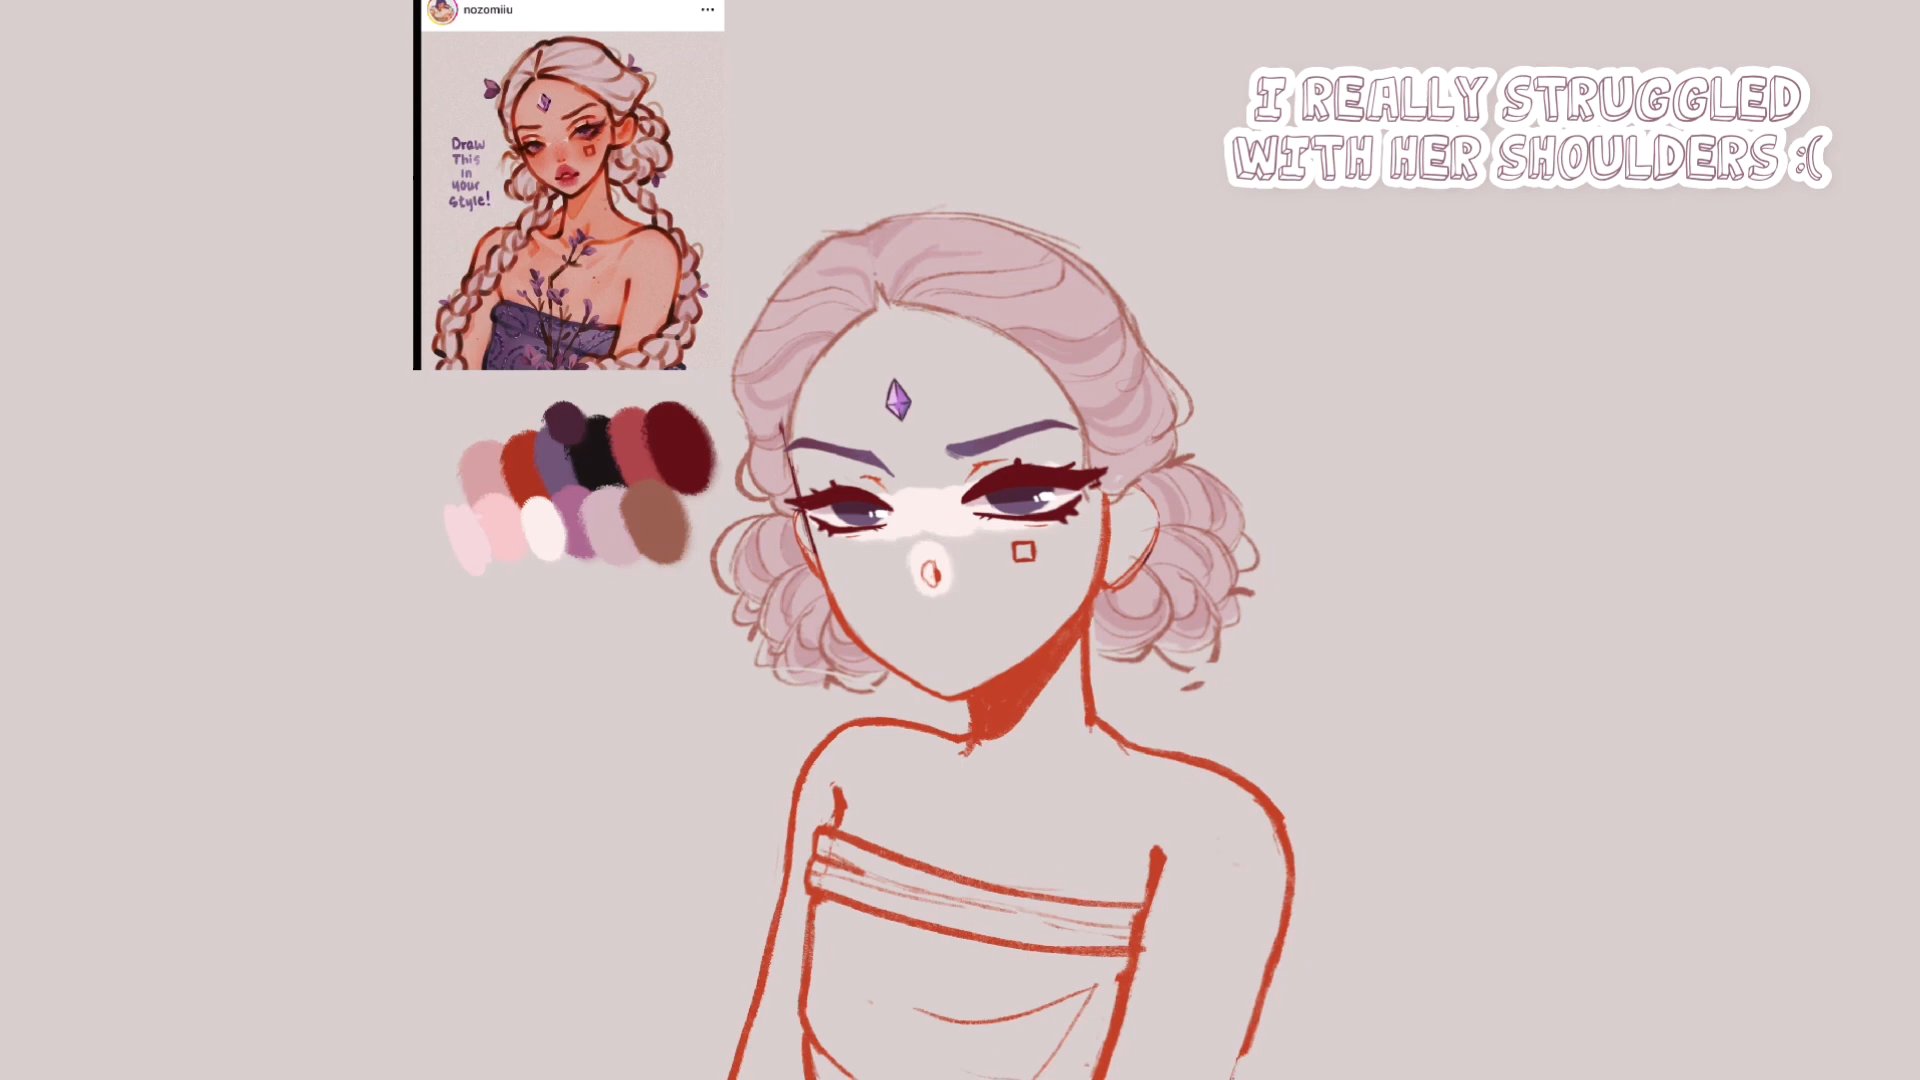 nozomiiu
Draw
This
in
your
style!
I REALLY STRUGGLED
WITH HER SHOULDERS :(